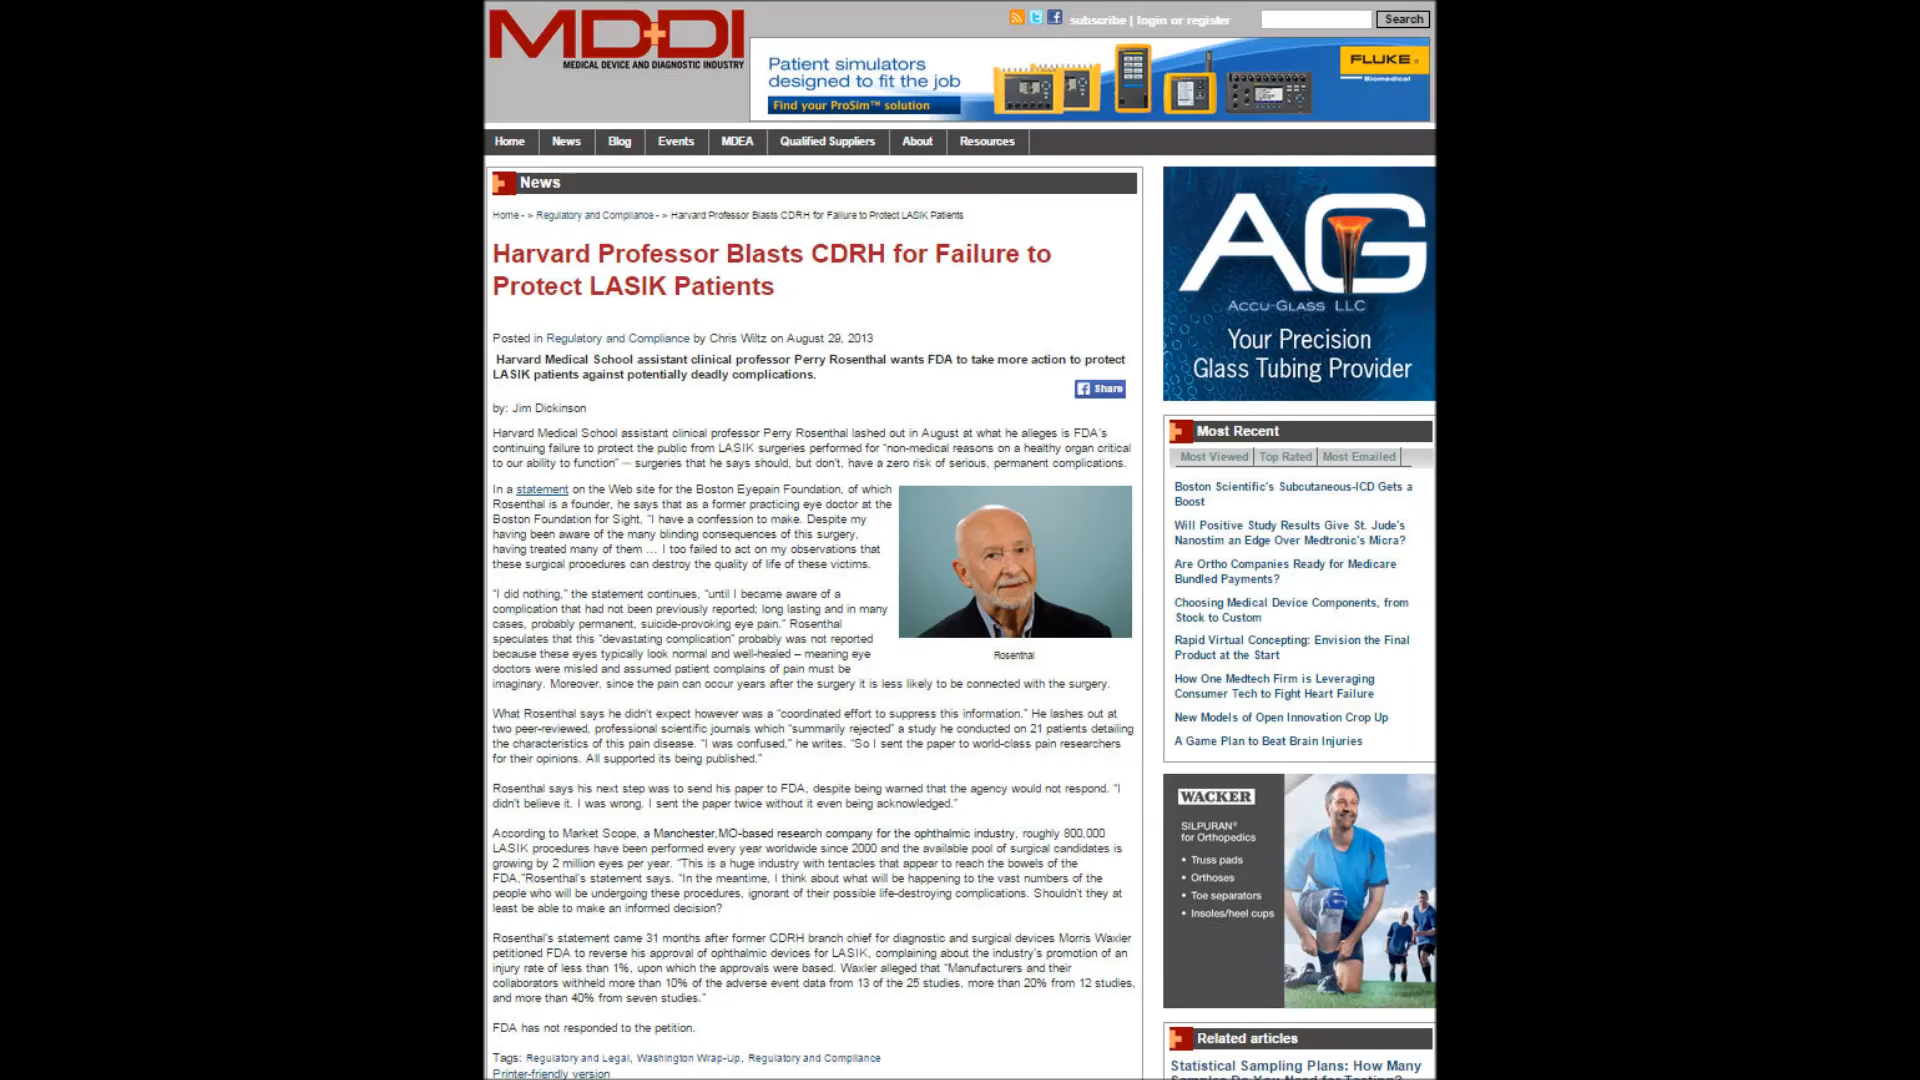 MD+DI
MEDICAL DEVICE AND DIAGNOSTIC INDUSTRY
subscribe | login or register
Search
Patient simulators
designed to fit the job
Find your ProSim™ solution
FLUKE
Biomedical
Home
News
Blog
Events
MDEA
Qualified Suppliers
About
Resources
News
Home - > Regulatory and Compliance - > Harvard Professor Blasts CDRH for Failure to Protect LASIK Patients
Harvard Professor Blasts CDRH for Failure to
Protect LASIK Patients
Posted in Regulatory and Compliance by Chris Wiltz on August 29, 2013
Harvard Medical School assistant clinical professor Perry Rosenthal wants FDA to take more action to protect
LASIK patients against potentially deadly complications.
Share
by: Jim Dickinson
Harvard Medical School assistant clinical professor Perry Rosenthal lashed out in August at what he alleges is FDA's
continuing failure to protect the public from LASIK surgeries performed for "non-medical reasons on a healthy organ critical
to our ability to function" – surgeries that he says should, but don't, have a zero risk of serious, permanent complications.
In a statement on the Web site for the Boston Eyepain Foundation, of which
Rosenthal is a founder, he says that as a former practicing eye doctor at the
Boston Foundation for Sight, "I have a confession to make. Despite my
having been aware of the many blinding consequences of this surgery,
having treated many of them … I too failed to act on my observations that
these surgical procedures can destroy the quality of life of these victims.
"I did nothing," the statement continues, "until I became aware of a
complication that had not been previously reported; long lasting and in many
cases, probably permanent, suicide-provoking eye pain." Rosenthal
speculates that this "devastating complication" probably was not reported
because these eyes typically look normal and well-healed – meaning eye
doctors were misled and assumed patient complains of pain must be
imaginary. Moreover, since the pain can occur years after the surgery it is less likely to be connected with the surgery.
Rosenthal
What Rosenthal says he didn't expect however was a "coordinated effort to suppress this information." He lashes out at
two peer-reviewed, professional scientific journals which "summarily rejected" a study he conducted on 21 patients detailing
the characteristics of this pain disease. "I was confused," he writes. "So I sent the paper to world-class pain researchers
for their opinions. All supported its being published."
Rosenthal says his next step was to send his paper to FDA, despite being warned that the agency would not respond. "I
didn't believe it. I was wrong. I sent the paper twice without it even being acknowledged."
According to Market Scope, a Manchester,MO-based research company for the ophthalmic industry, roughly 800,000
LASIK procedures have been performed every year worldwide since 2000 and the available pool of surgical candidates is
growing by 2 million eyes per year. "This is a huge industry with tentacles that appear to reach the bowels of the
FDA,"Rosenthal's statement says. "In the meantime, I think about what will be happening to the vast numbers of the
people who will be undergoing these procedures, ignorant of their possible life-destroying complications. Shouldn't they at
least be able to make an informed decision?
Rosenthal's statement came 31 months after former CDRH branch chief for diagnostic and surgical devices Morris Waxler
petitioned FDA to reverse his approval of ophthalmic devices for LASIK, complaining about the industry's promotion of an
injury rate of less than 1%, upon which the approvals were based. Waxler alleged that "Manufacturers and their
collaborators withheld more than 10% of the adverse event data from 13 of the 25 studies, more than 20% from 12 studies,
and more than 40% from seven studies."
FDA has not responded to the petition.
Tags: Regulatory and Legal, Washington Wrap-Up, Regulatory and Compliance
Printer-friendly version
AG
ACCU-GLASS LLC
Your Precision
Glass Tubing Provider
Most Recent
Most Viewed
Top Rated
Most Emailed
Boston Scientific's Subcutaneous-ICD Gets a
Boost
Will Positive Study Results Give St. Jude's
Nanostim an Edge Over Medtronic's Micra?
Are Ortho Companies Ready for Medicare
Bundled Payments?
Choosing Medical Device Components, from
Stock to Custom
Rapid Virtual Concepting: Envision the Final
Product at the Start
How One Medtech Firm is Leveraging
Consumer Tech to Fight Heart Failure
New Models of Open Innovation Crop Up
A Game Plan to Beat Brain Injuries
WACKER
SILPURAN®
for Orthopedics
• Truss pads
• Orthoses
• Toe separators
• Insoles/heel cups
Related articles
Statistical Sampling Plans: How Many
Samples Do You Need for Testing?